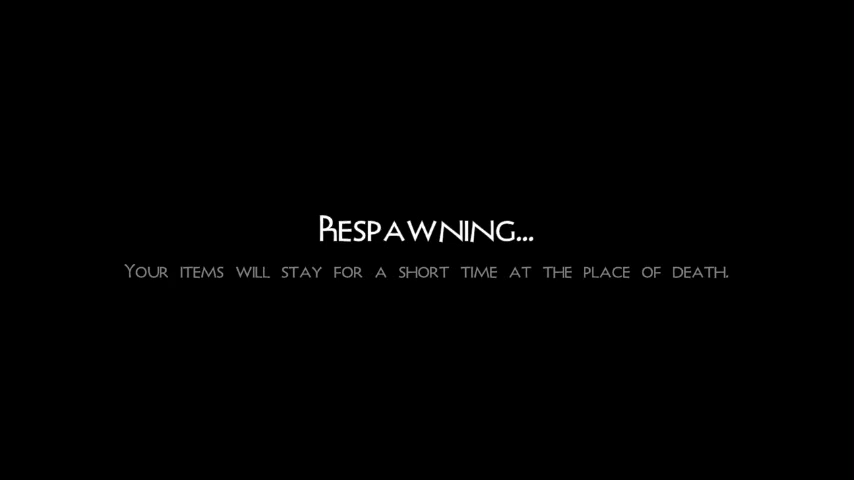 Respawning...
Your items will stay for a short time at the place of death.